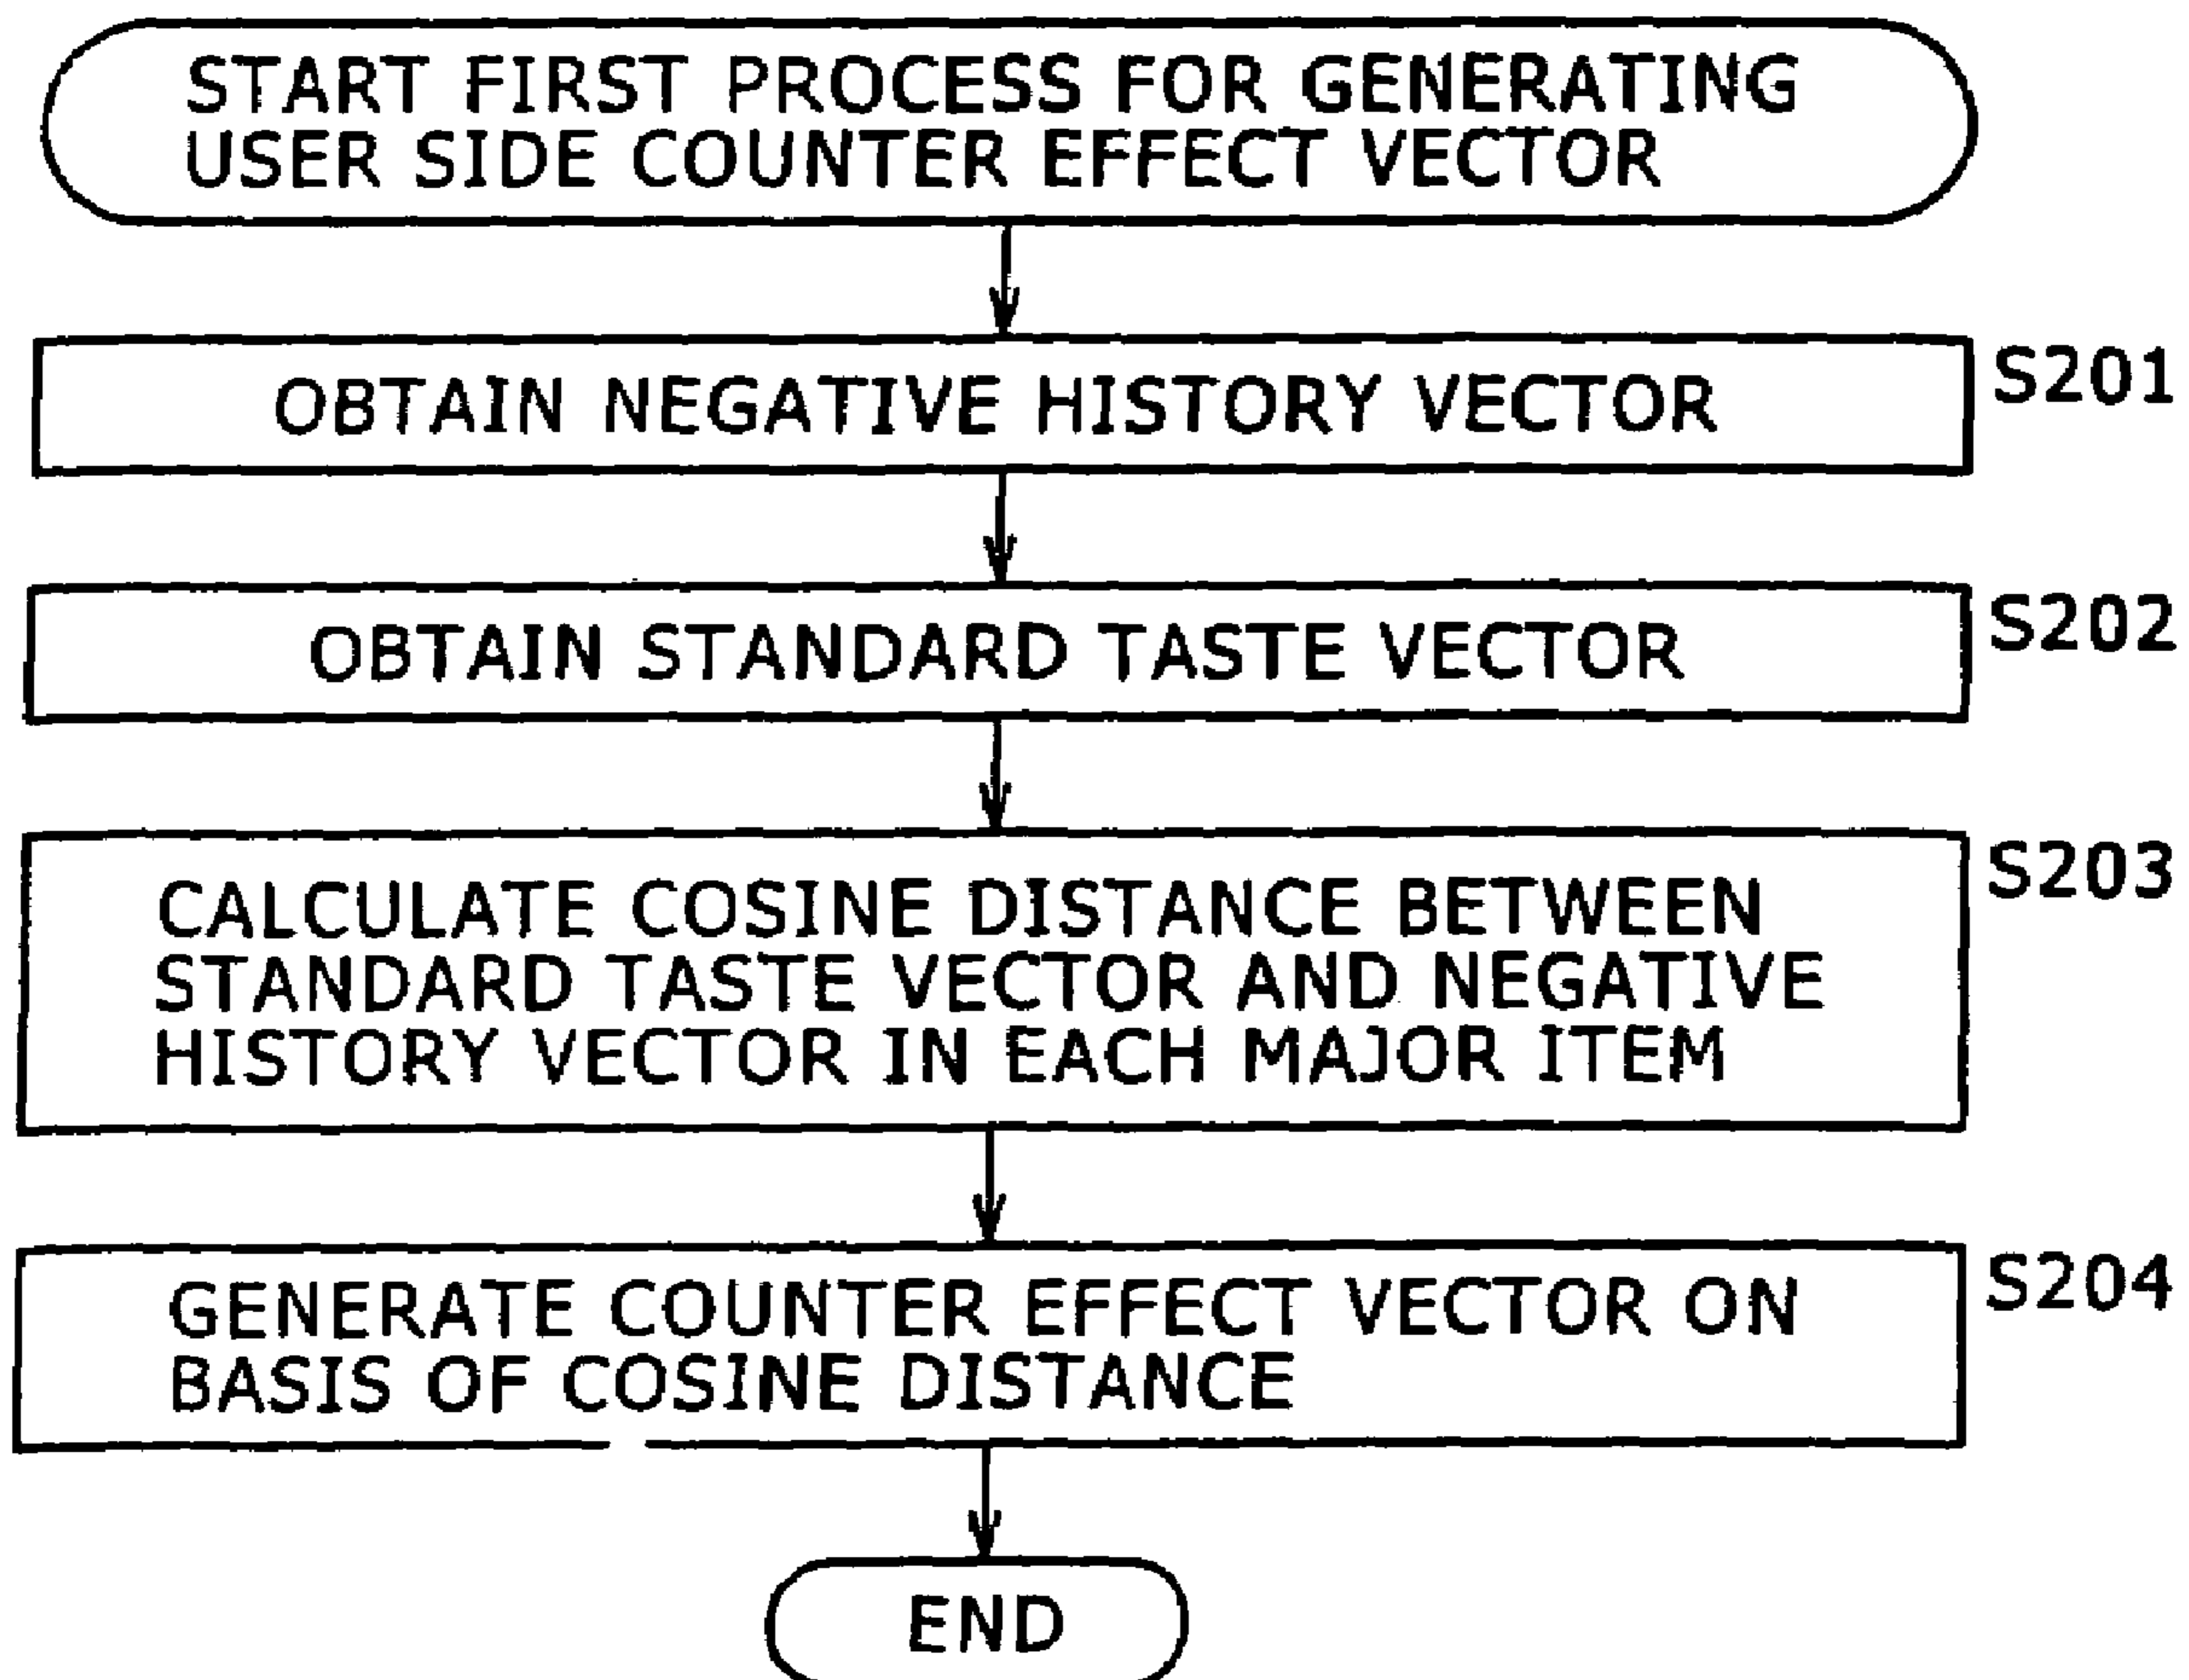 START FIRST PROCESS FOR GENERATING
USER SIDE COUNTER EFFECT VECTOR
OBTAIN NEGATIVE HISTORY VECTOR
S201
OBTAIN STANDARD TASTE VECTOR
S202
CALCULATE COSINE DISTANCE BETWEEN
STANDARD TASTE VECTOR AND NEGATIVE
HISTORY VECTOR IN EACH MAJOR ITEM
S203
GENERATE COUNTER EFFECT VECTOR ON
BASIS OF COSINE DISTANCE
S204
END